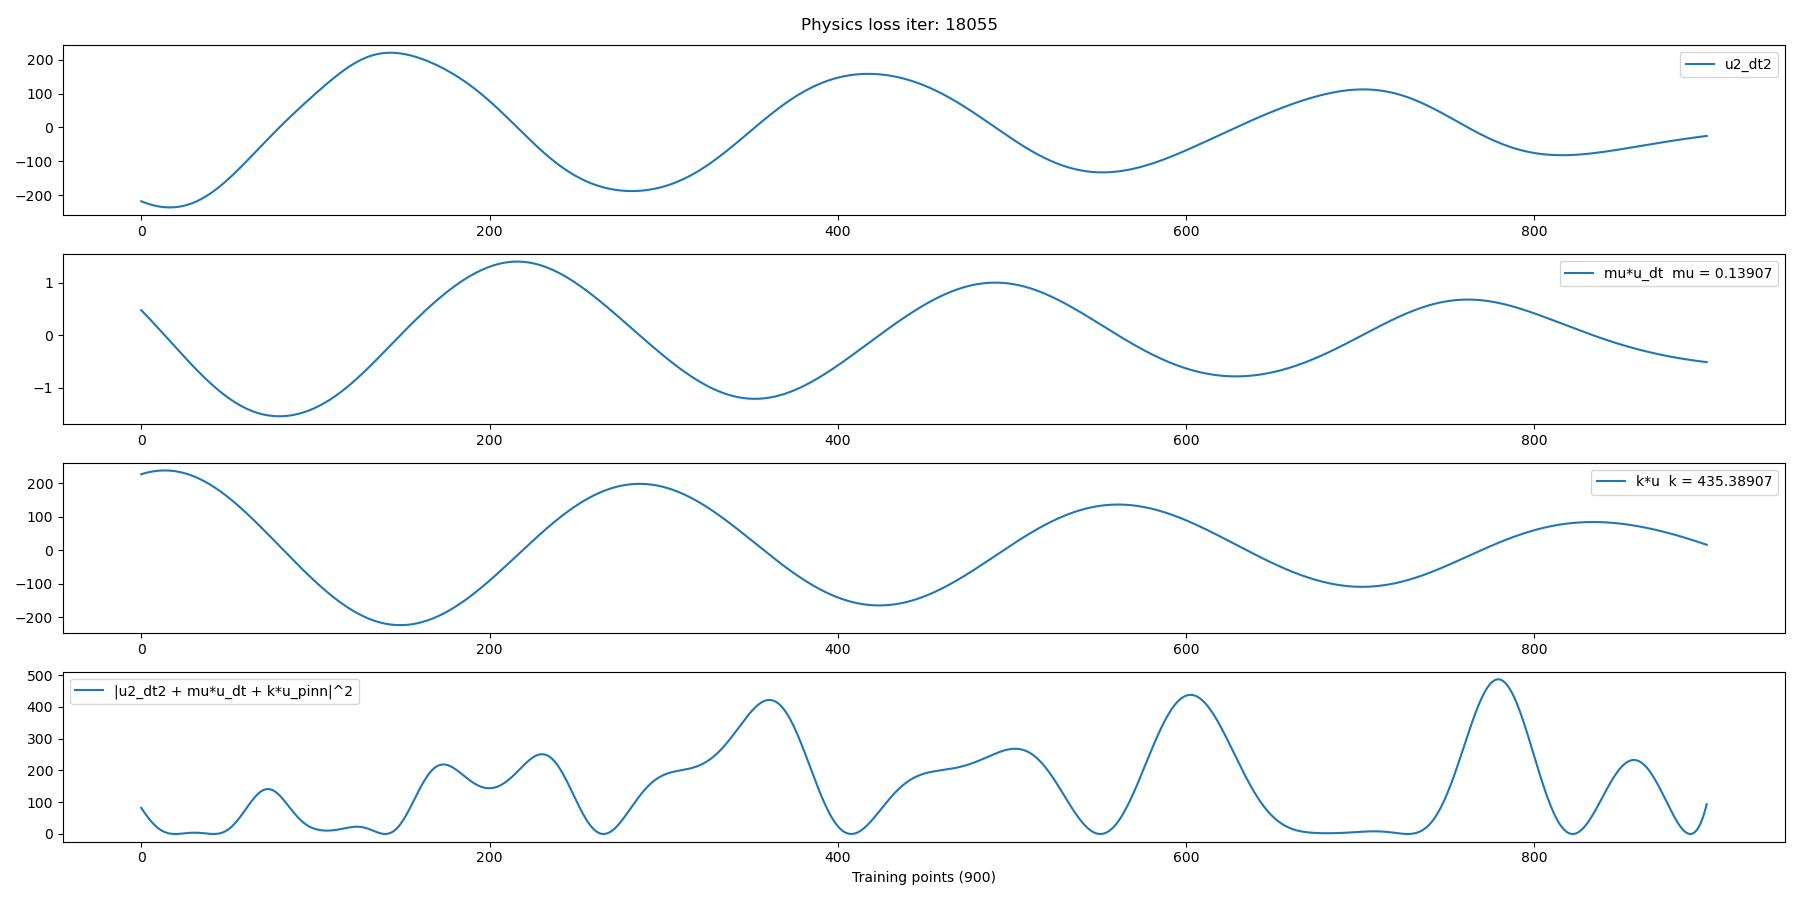 Physics loss iter: 18055
200
100
0
−100
−200
u2_dt2
0 200 400 600 800
1
0
−1
mu*u_dt  mu = 0.13907
0 200 400 600 800
200
100
0
−100
−200
k*u  k = 435.38907
0 200 400 600 800
500
400
300
200
100
0
|u2_dt2 + mu*u_dt + k*u_pinn|^2
0 200 400 600 800
Training points (900)